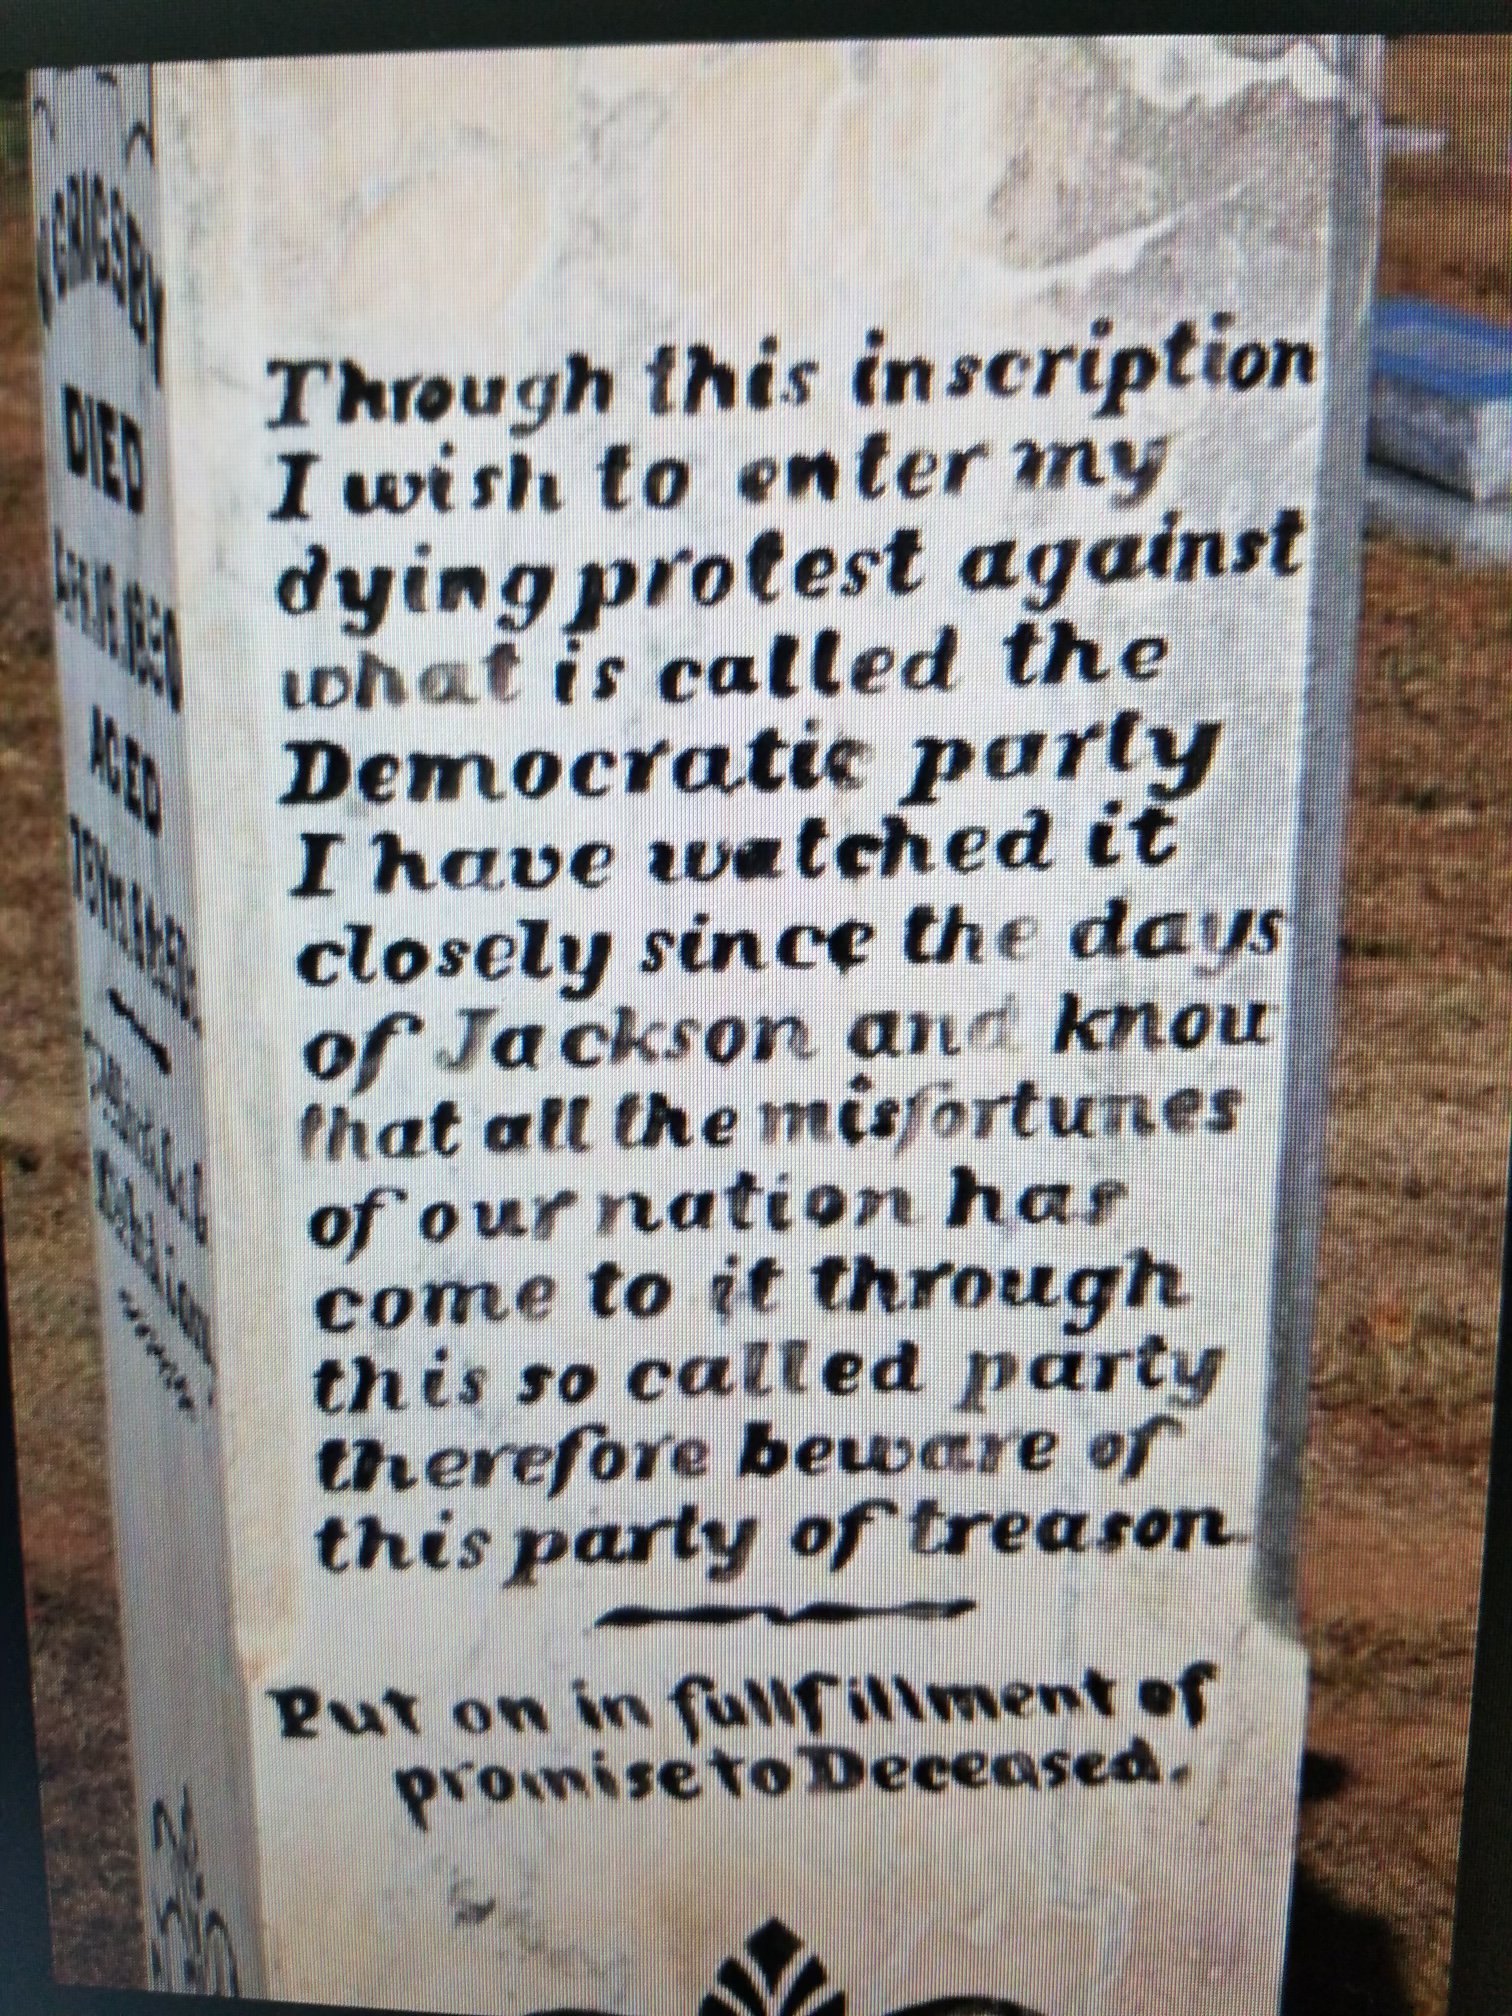 GRIGSBY
DIED
1890
AGED
Through this inscription
I wish to enter my
dying protest against
what is called the
Democratic party
I have watched it
closely since the days
of Jackson and know
that all the misfortunes
of our nation has
come to it through
this so called party
therefore beware of
this party of treason
Put on in fullfillment of
promise to Deceased.